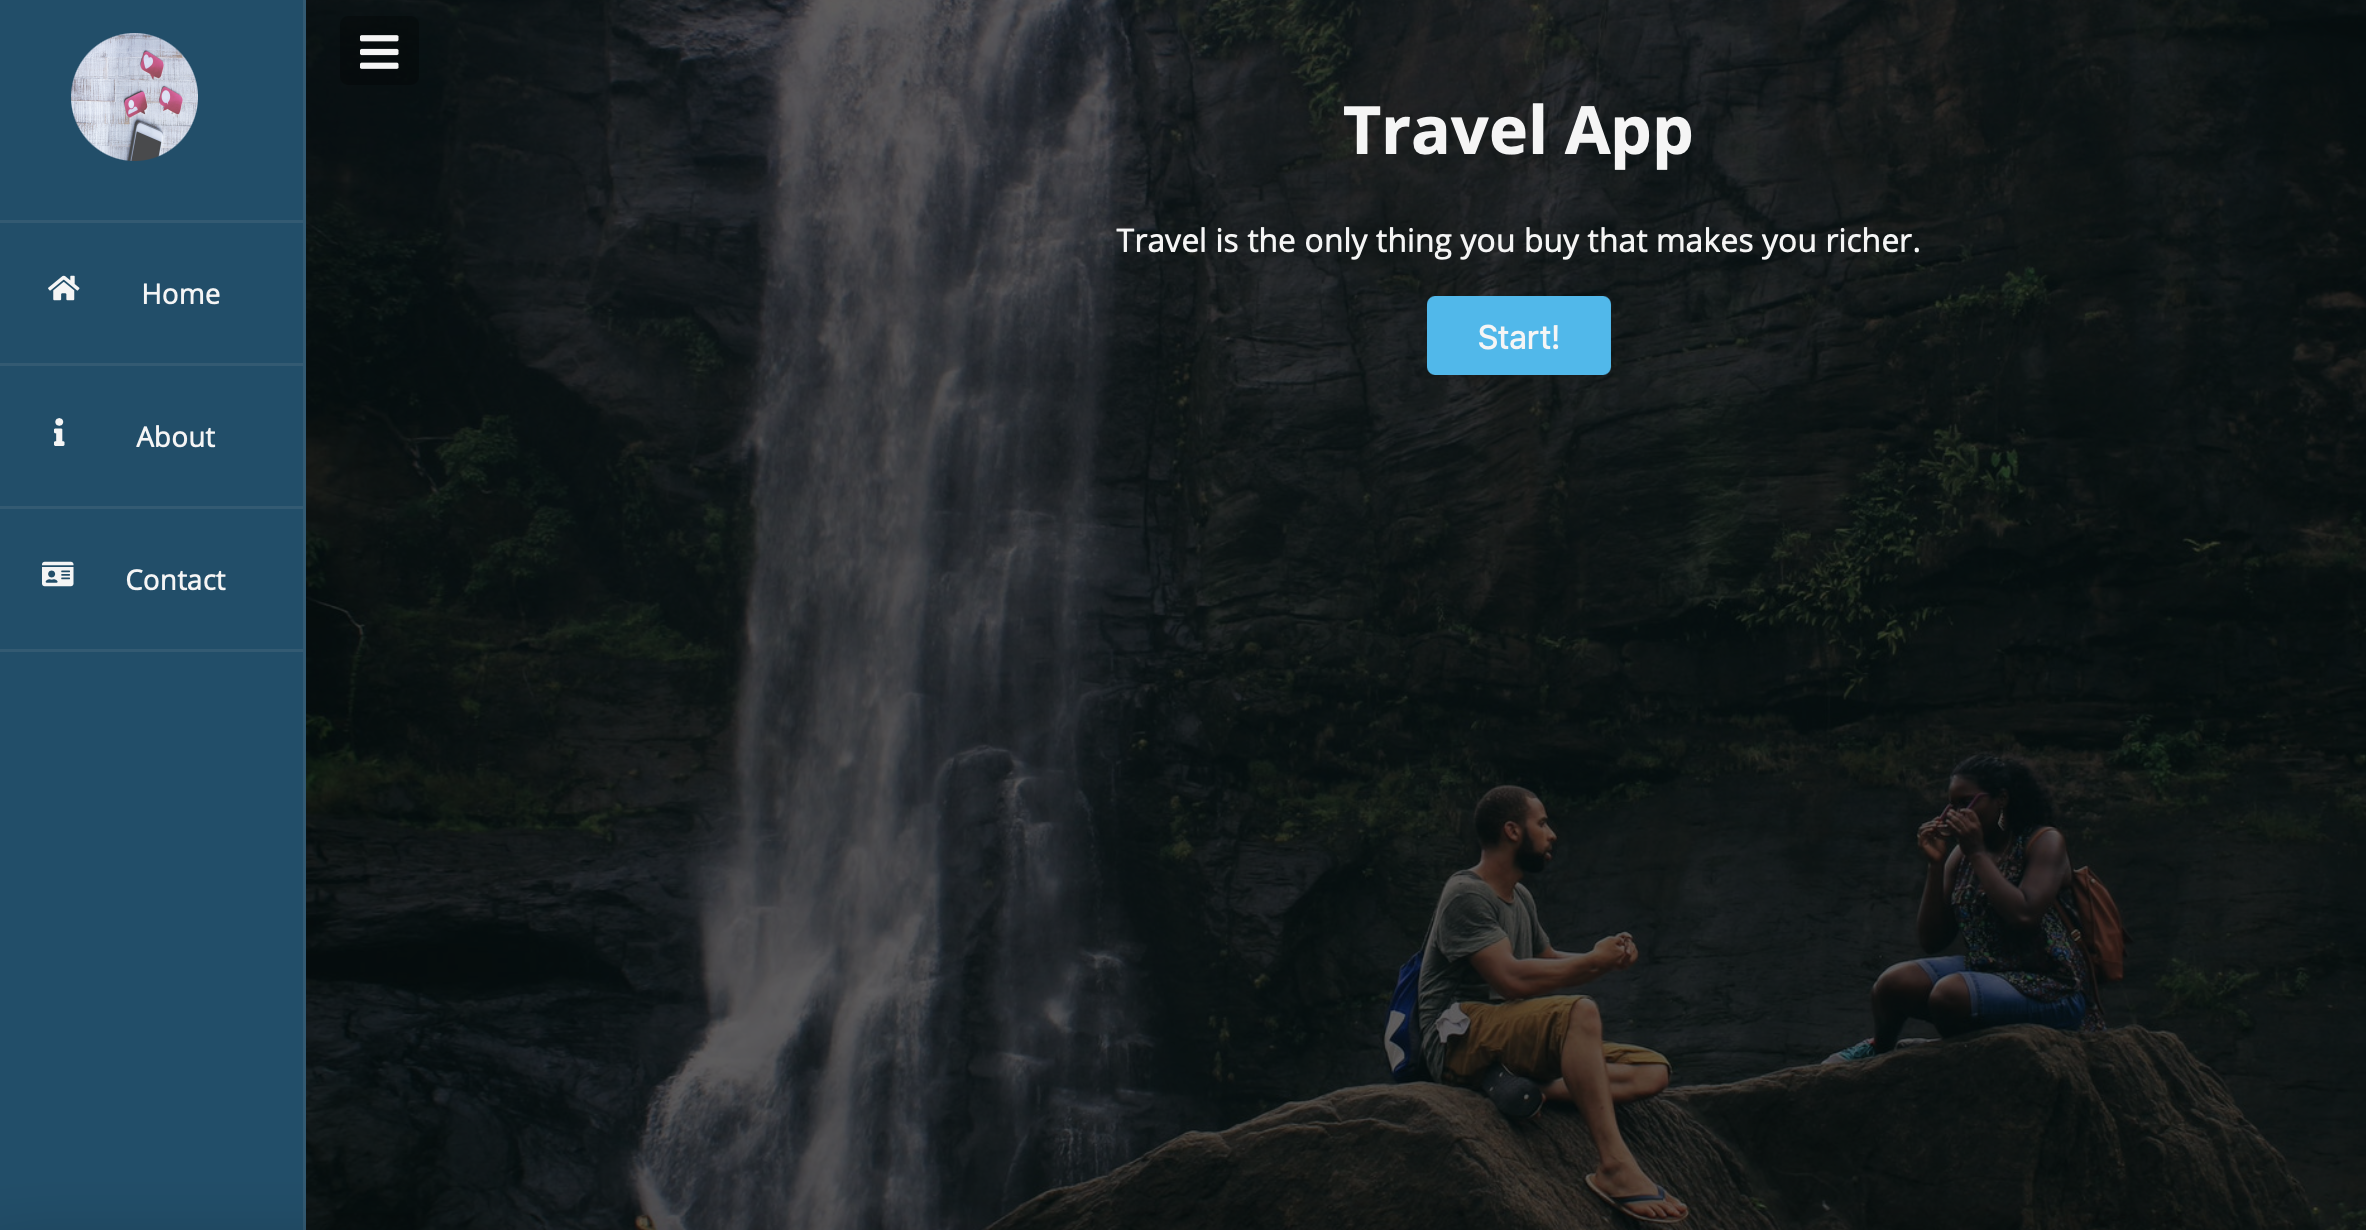 Home
About
Contact
Travel App
Travel is the only thing you buy that makes you richer.
Start!